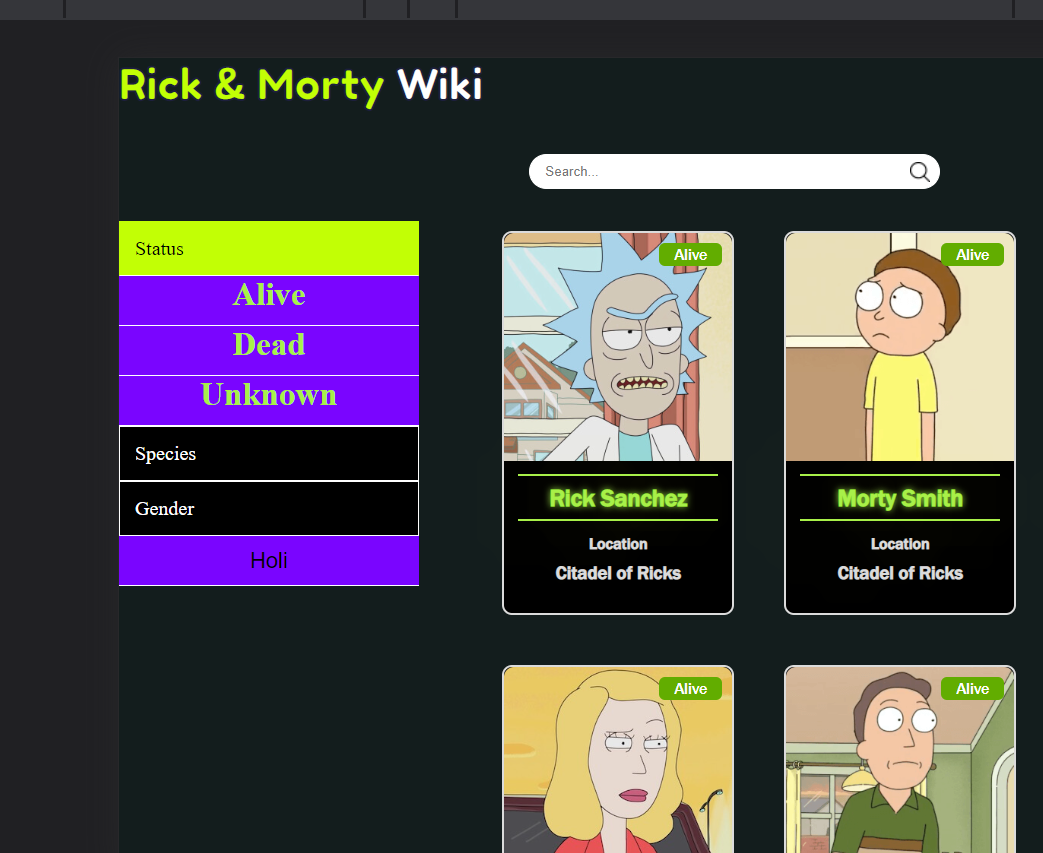 Rick & Morty Wiki
Search...
Status
Alive
Dead
Unknown
Species
Gender
Holi
Alive
Rick Sanchez
Location
Citadel of Ricks
Alive
Morty Smith
Location
Citadel of Ricks
Alive
Alive